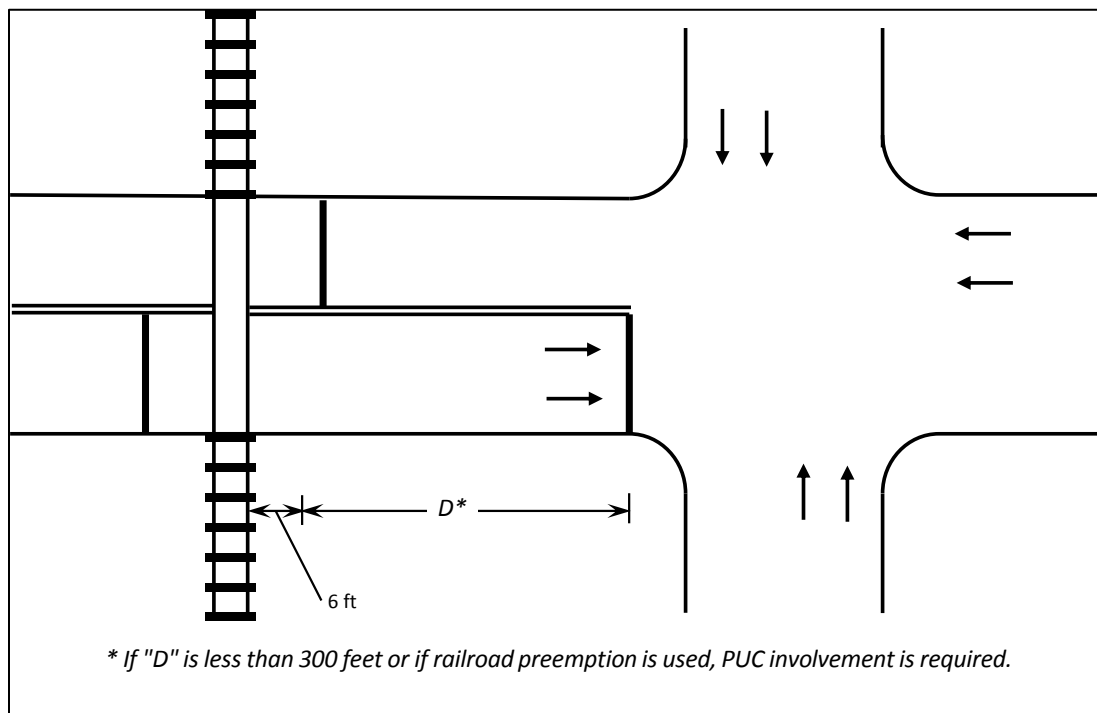 D*
6 ft
* If "D" is less than 300 feet or if railroad preemption is used, PUC involvement is required.